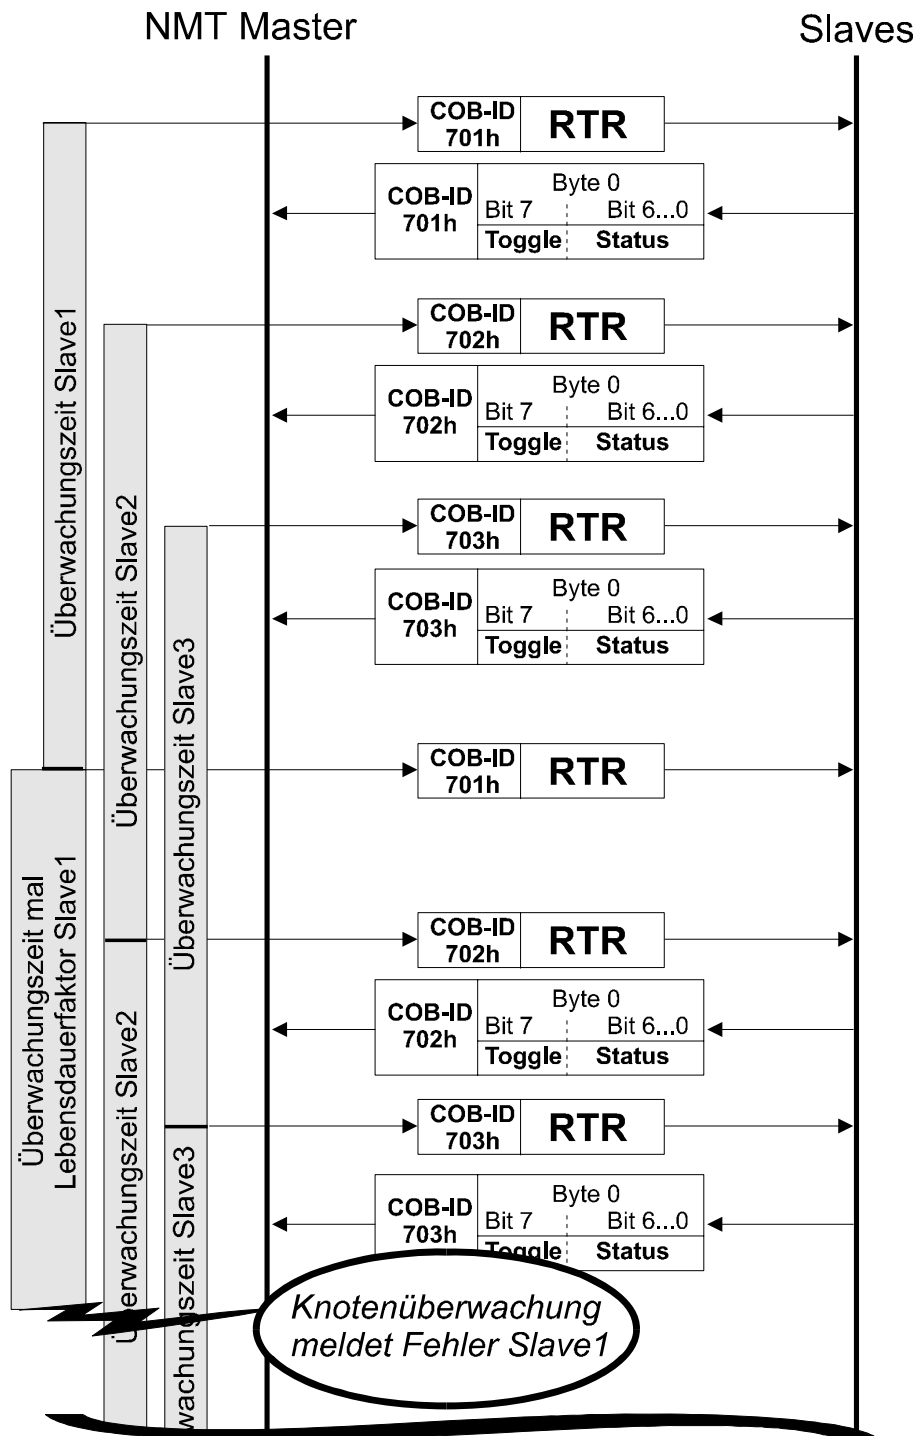 NMT Master
Slaves
COB-ID
701h
RTR
COB-ID
701h
Byte 0
Bit 7
Bit 6...0
Toggle
Status
Überwachungszeit Slave1
COB-ID
702h
RTR
COB-ID
702h
Byte 0
Bit 7
Bit 6...0
Toggle
Status
Überwachungszeit Slave2
COB-ID
703h
RTR
COB-ID
703h
Byte 0
Bit 7
Bit 6...0
Toggle
Status
Überwachungszeit Slave3
COB-ID
701h
RTR
Überwachungszeit mal
Lebensdauerfaktor Slave1
COB-ID
702h
RTR
COB-ID
702h
Byte 0
Bit 7
Bit 6...0
Toggle
Status
Überwachungszeit Slave2
COB-ID
703h
RTR
COB-ID
703h
Byte 0
Bit 7
Bit 6...0
Toggle
Status
wachungszeit Slave3
Knotenüberwachung
meldet Fehler Slave1